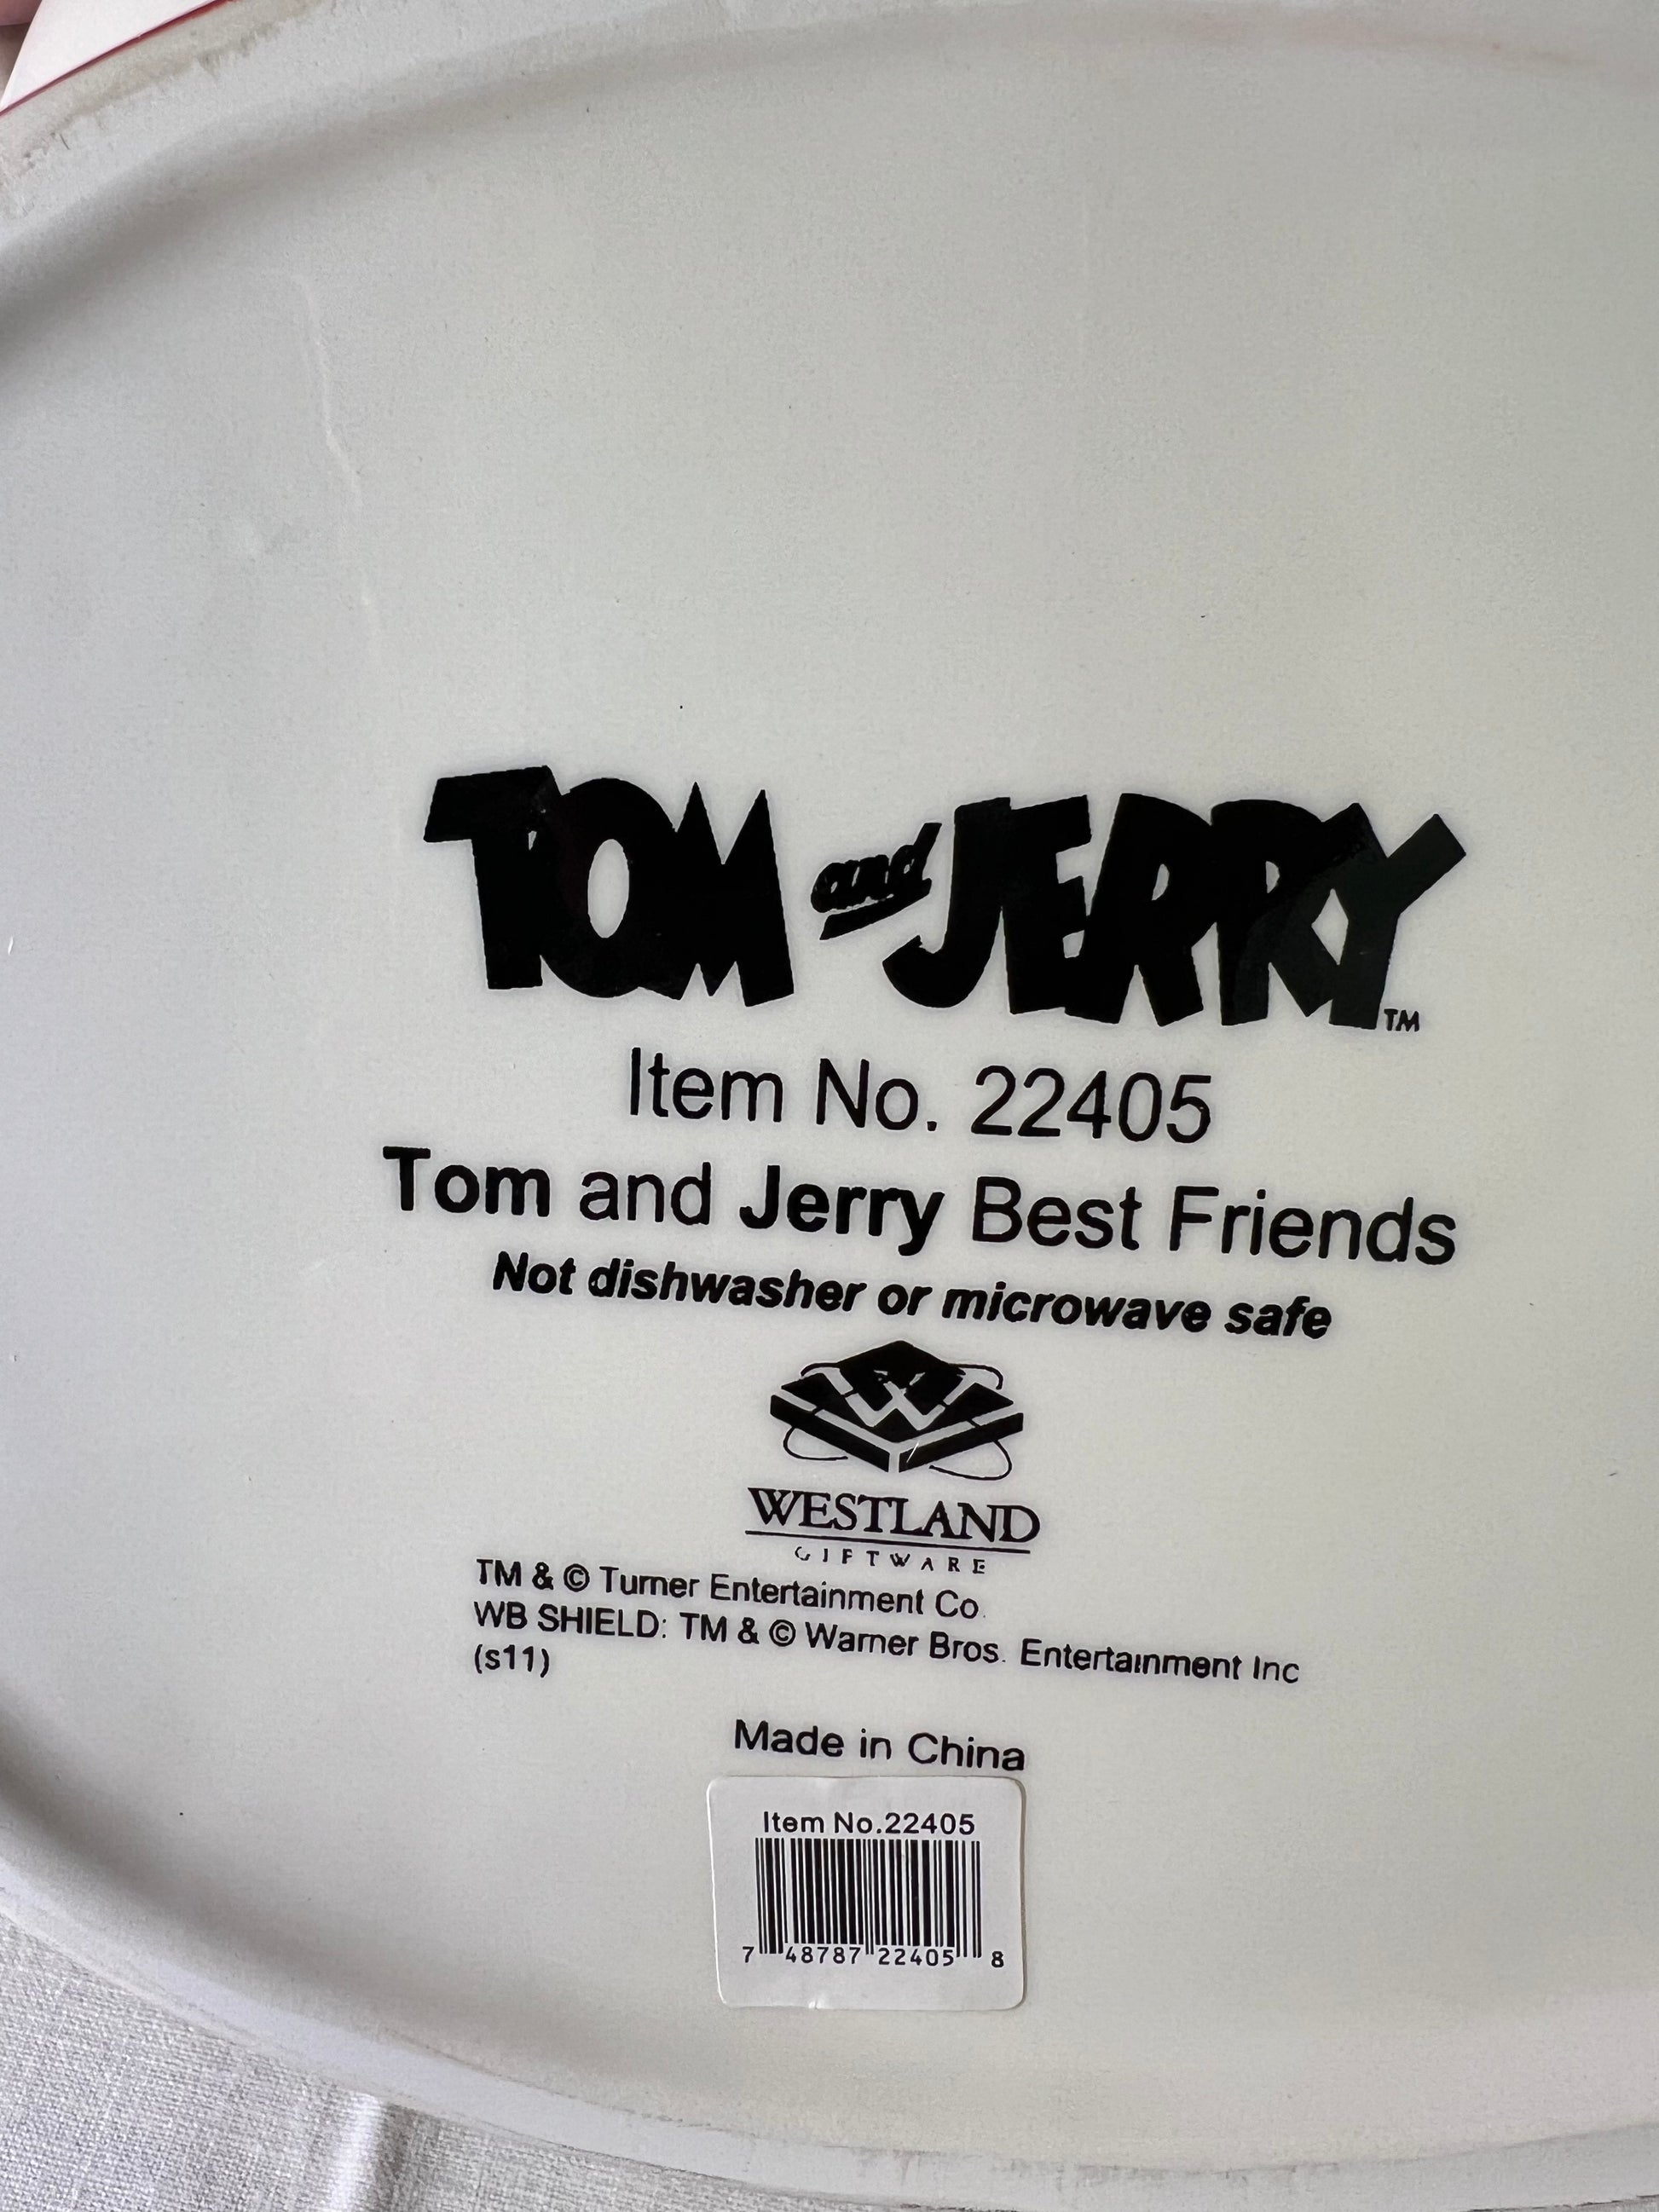 TOM and JERRY™
Item No. 22405
Tom and Jerry Best Friends
Not dishwasher or microwave safe
W
WESTLAND
GIFTWARE
TM & © Turner Entertainment Co.
WB SHIELD: TM & © Warner Bros. Entertainment Inc
(s11)
Made in China
Item No.22405
7 48787 22405 8